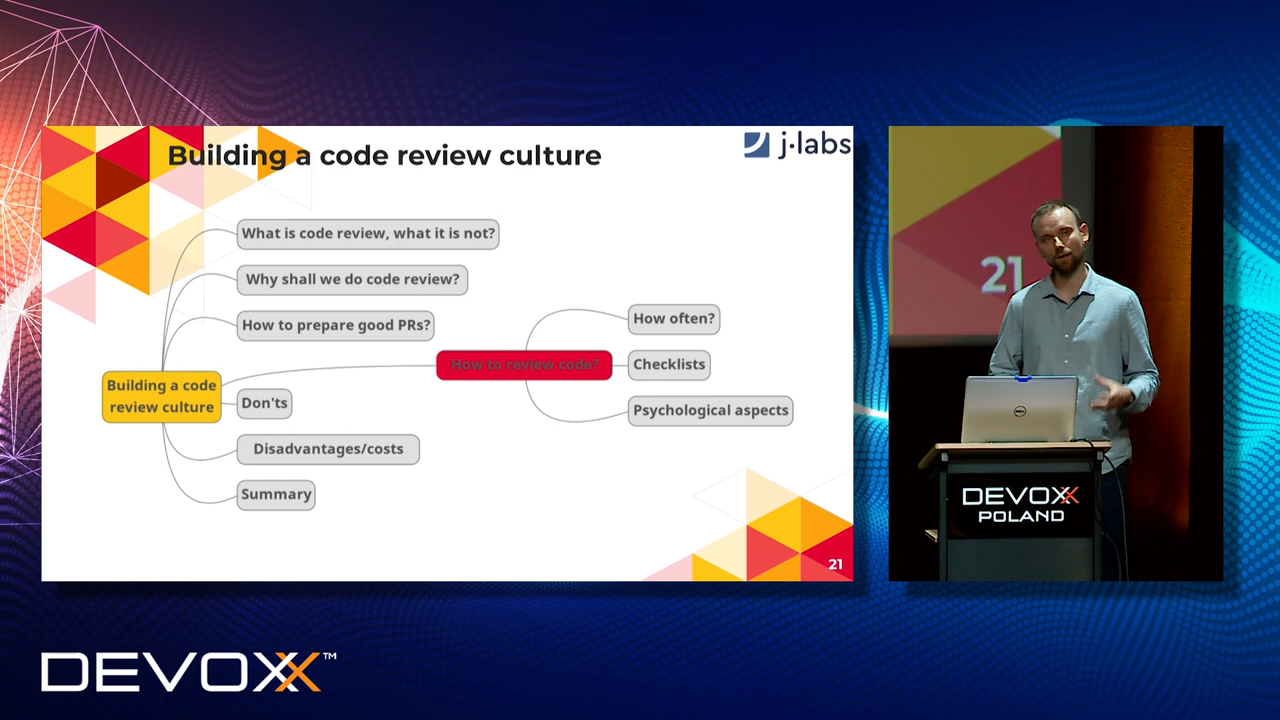 Building a code review culture
j·labs
What is code review, what it is not?
Why shall we do code review?
How to prepare good PRs?
How often?
How to review code?
Checklists
Building a code
review culture
Don'ts
Psychological aspects
Disadvantages/costs
Summary
21
21
DELL
DEVOXX
POLAND
DEVOXX™